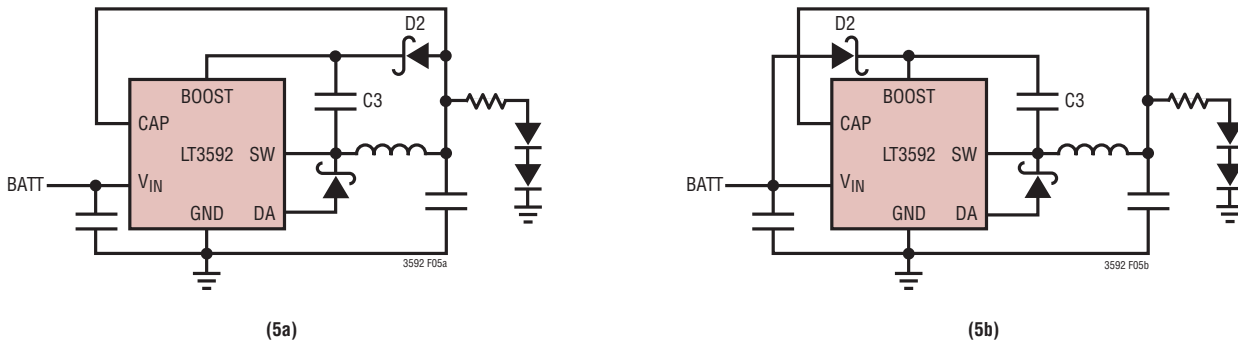 D2
BOOST
C3
CAP
LT3592 SW
BATT
VIN
GND DA
3592 F05a
(5a)
D2
BOOST
C3
CAP
LT3592 SW
BATT
VIN
GND DA
3592 F05b
(5b)